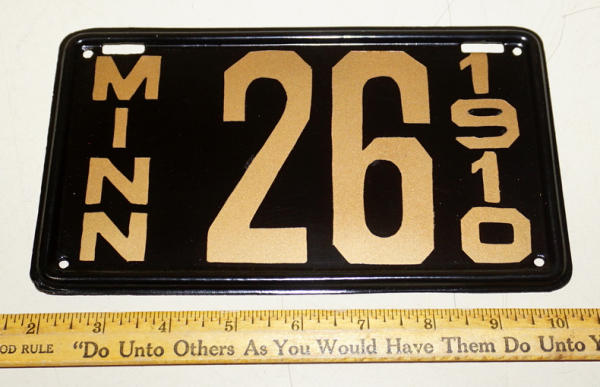 MINN
26
1910
2 3 4 5 6 7 8 9 10
OD RULE "Do Unto Others As You Would Have Them Do Unto Y